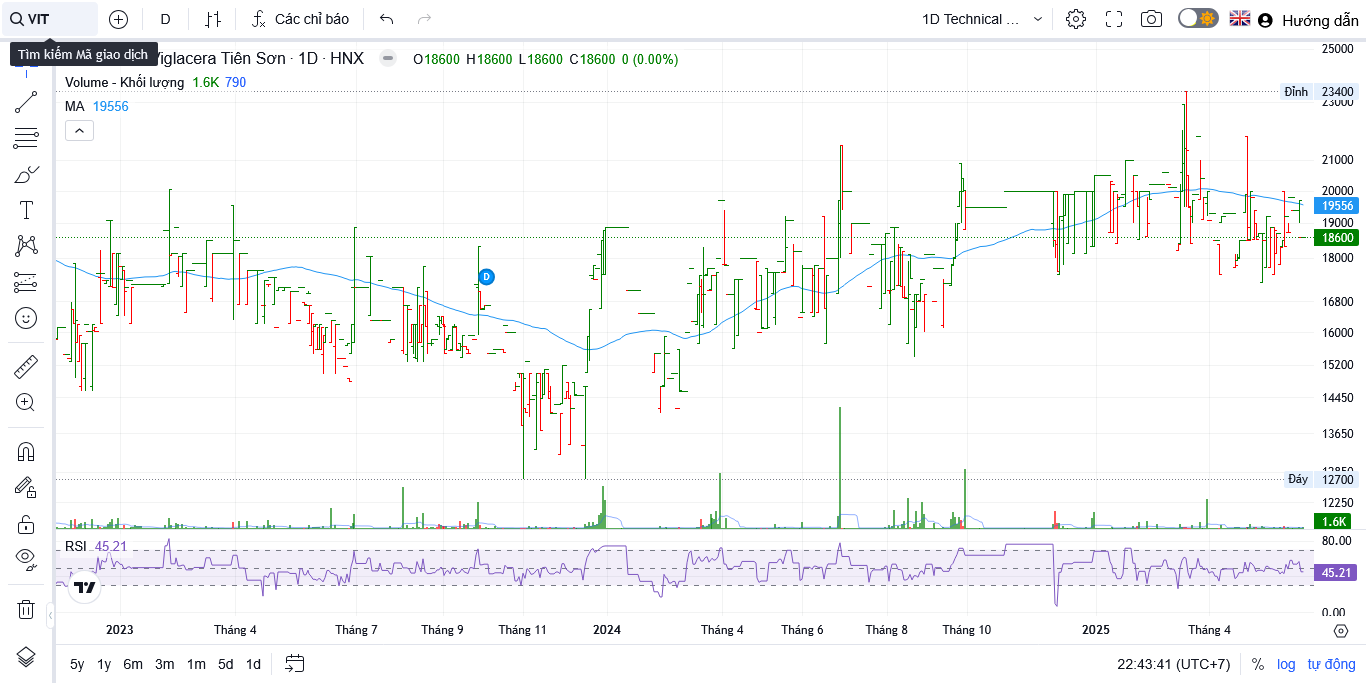 VIT
D
Các chỉ báo
1D Technical ...
Hướng dẫn
Tìm kiếm Mã giao dịch
Viglacera Tiên Sơn · 1D · HNX
O18600 H18600 L18600 C18600 0 (0.00%)
Volume - Khối lượng 1.6K 790
MA 19556
25000
Đỉnh 23400
23000
21000
20000
19556
19000
18600
18000
16800
16000
15200
14450
13650
12850
Đáy 12700
12250
1.6K
D
RSI 45.21
80.00
45.21
0.00
2023 Tháng 4 Tháng 7 Tháng 9 Tháng 11 2024 Tháng 4 Tháng 6 Tháng 8 Tháng 10 2025 Tháng 4
5y 1y 6m 3m 1m 5d 1d
22:43:41 (UTC+7) % log tự động